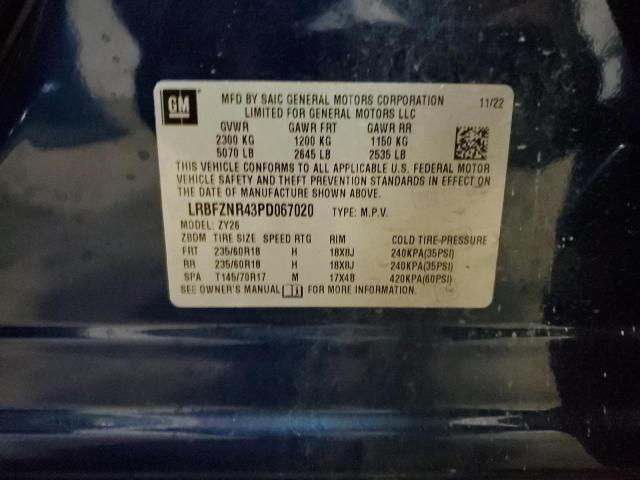 GM
MFD BY SAIC GENERAL MOTORS CORPORATION 11/22
LIMITED FOR GENERAL MOTORS LLC
GVWR GAWR FRT GAWR RR
2300 KG 1200 KG 1150 KG
5070 LB 2645 LB 2535 LB
THIS VEHICLE CONFORMS TO ALL APPLICABLE U.S. FEDERAL MOTOR
VEHICLE SAFETY AND THEFT PREVENTION STANDARDS IN EFFECT ON
THE DATE OF MANUFACTURE SHOWN ABOVE.
LRBFZNR43PD067020 TYPE: M.P.V.
MODEL: ZY26
ZBDM TIRE SIZE SPEED RTG RIM COLD TIRE-PRESSURE
FRT 235/60R18 H 18X8J 240KPA(35PSI)
RR 235/60R18 H 18X8J 240KPA(35PSI)
SPA T145/70R17 M 17X4B 420KPA(60PSI)
SEE OWNER'S MANUAL FOR MORE INFORMATION.